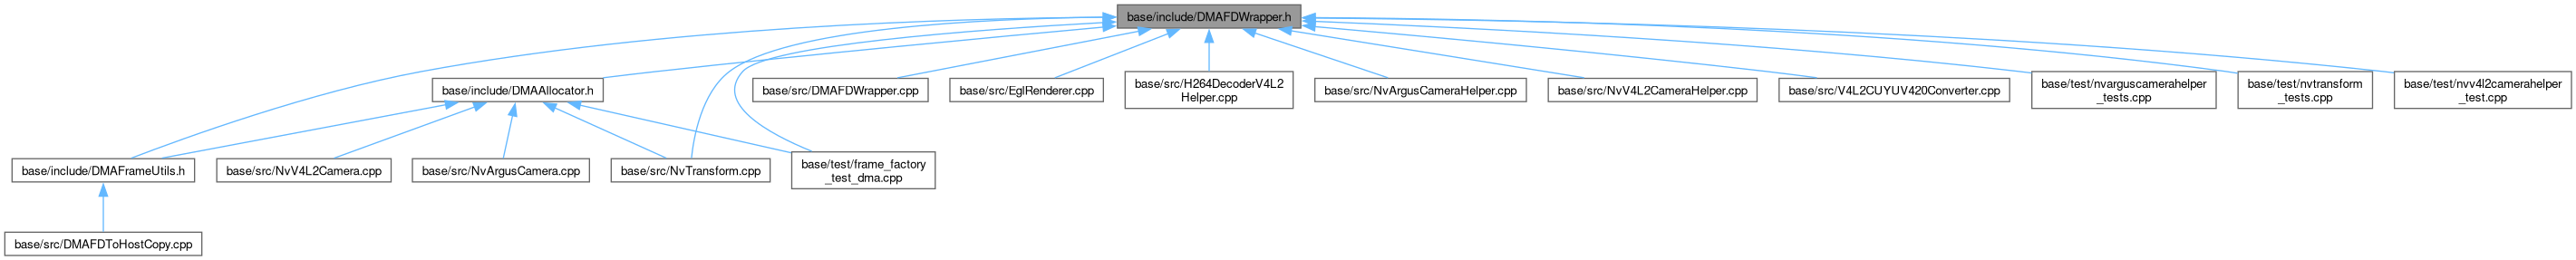 base/include/DMAFDWrapper.h
base/include/DMAAllocator.h
base/src/DMAFDWrapper.cpp
base/src/EglRenderer.cpp
base/src/H264DecoderV4L2
Helper.cpp
base/src/NvArgusCameraHelper.cpp
base/src/NvV4L2CameraHelper.cpp
base/src/V4L2CUYUV420Converter.cpp
base/test/nvarguscamerahelper
_tests.cpp
base/test/nvtransform
_tests.cpp
base/test/nvv4l2camerahelper
_test.cpp
base/include/DMAFrameUtils.h
base/src/NvV4L2Camera.cpp
base/src/NvArgusCamera.cpp
base/src/NvTransform.cpp
base/test/frame_factory
_test_dma.cpp
base/src/DMAFDToHostCopy.cpp